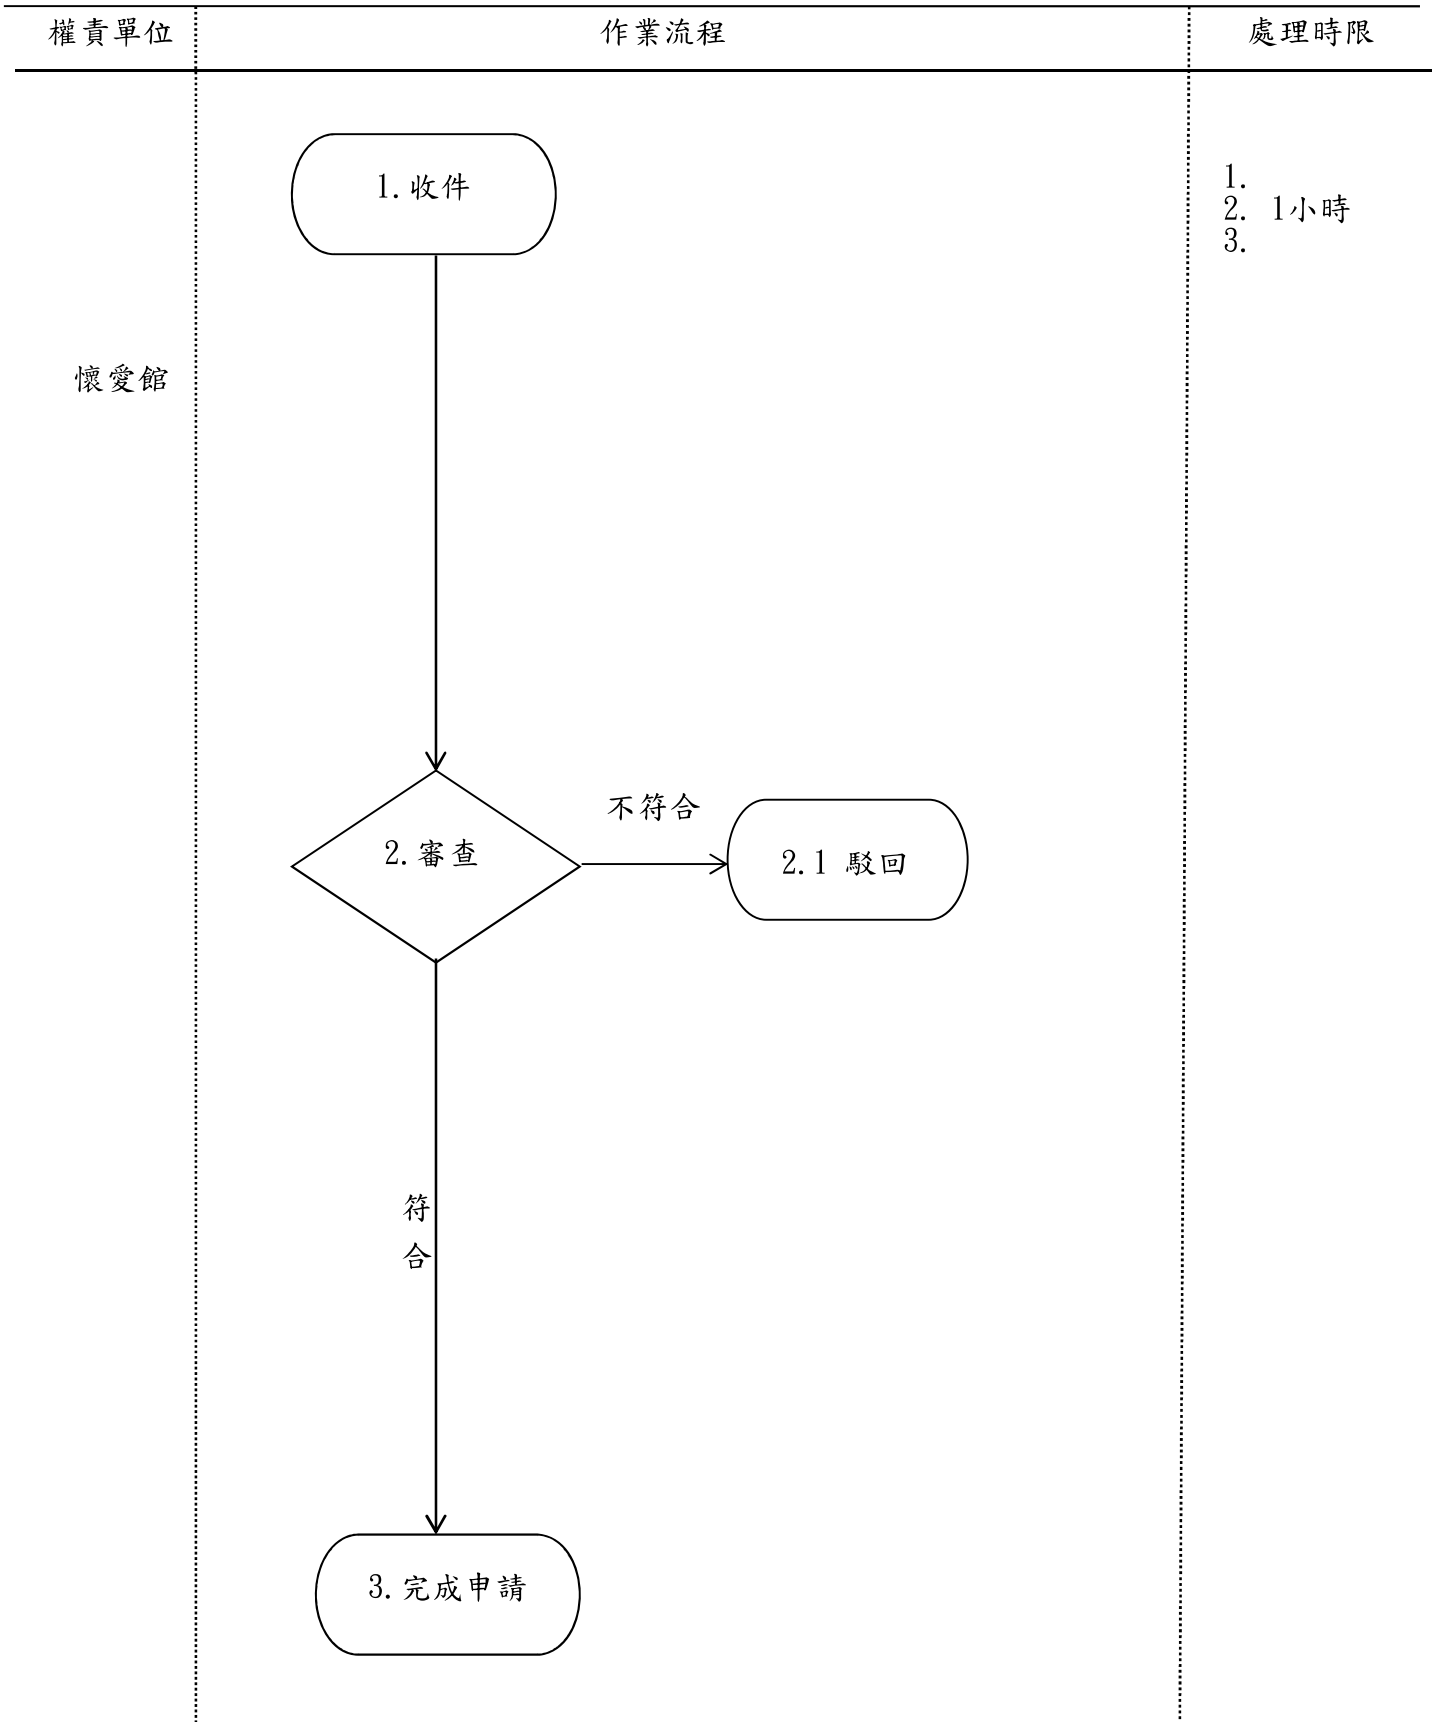 權責單位
作業流程
處理時限
1.收件
1.
2. 1小時
3.
懷愛館
不符合
2.審查
2.1 駁回
符
合
3.完成申請